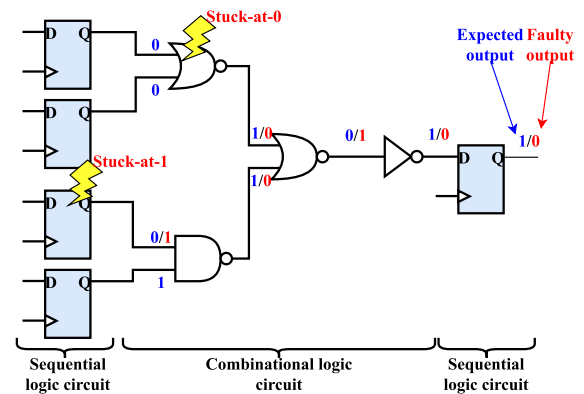 Stuck-at-0
Expected Faulty
output output
D Q
0
0
1/0
D Q
1/0
0/1
1/0
1/0
D Q
Stuck-at-1
D Q
0/1
1
D Q
Sequential
logic circuit
Combinational logic
circuit
Sequential
logic circuit